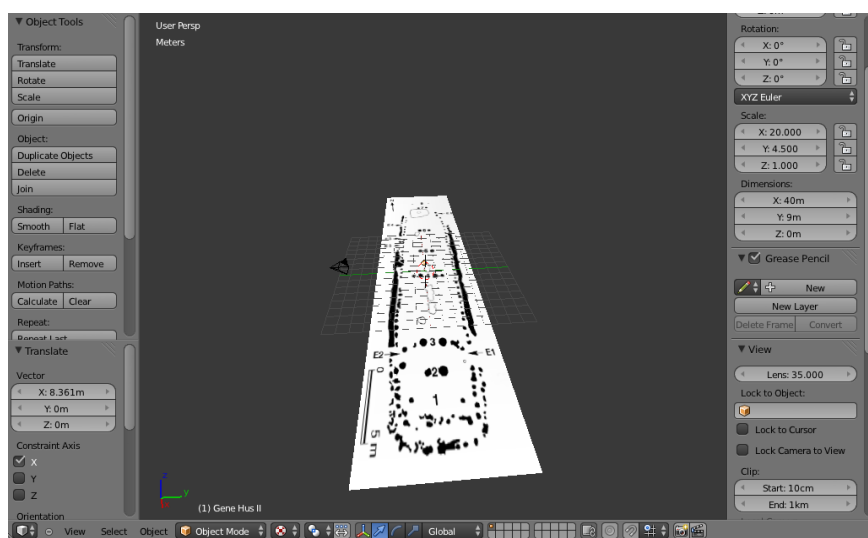 Object Tools
Transform:
Translate
Rotate
Scale
Origin
Object:
Duplicate Objects
Delete
Join
Shading:
Smooth Flat
Keyframes:
Insert Remove
Motion Paths:
Calculate Clear
Repeat:
Repeat Last
Translate
Vector
X: 8.361m
Y: 0m
Z: 0m
Constraint Axis
X
Y
Z
Orientation
User Persp
Meters
3
E2
E1
0
2
1
5 m
z
y
(1) Gene Hus II
View Select Object Object Mode Global
Rotation:
X: 0°
Y: 0°
Z: 0°
XYZ Euler
Scale:
X: 20.000
Y: 4.500
Z: 1.000
Dimensions:
X: 40m
Y: 9m
Z: 0m
Grease Pencil
New
New Layer
Delete Frame Convert
View
Lens: 35.000
Lock to Object:
Lock to Cursor
Lock Camera to View
Clip:
Start: 10cm
End: 1km